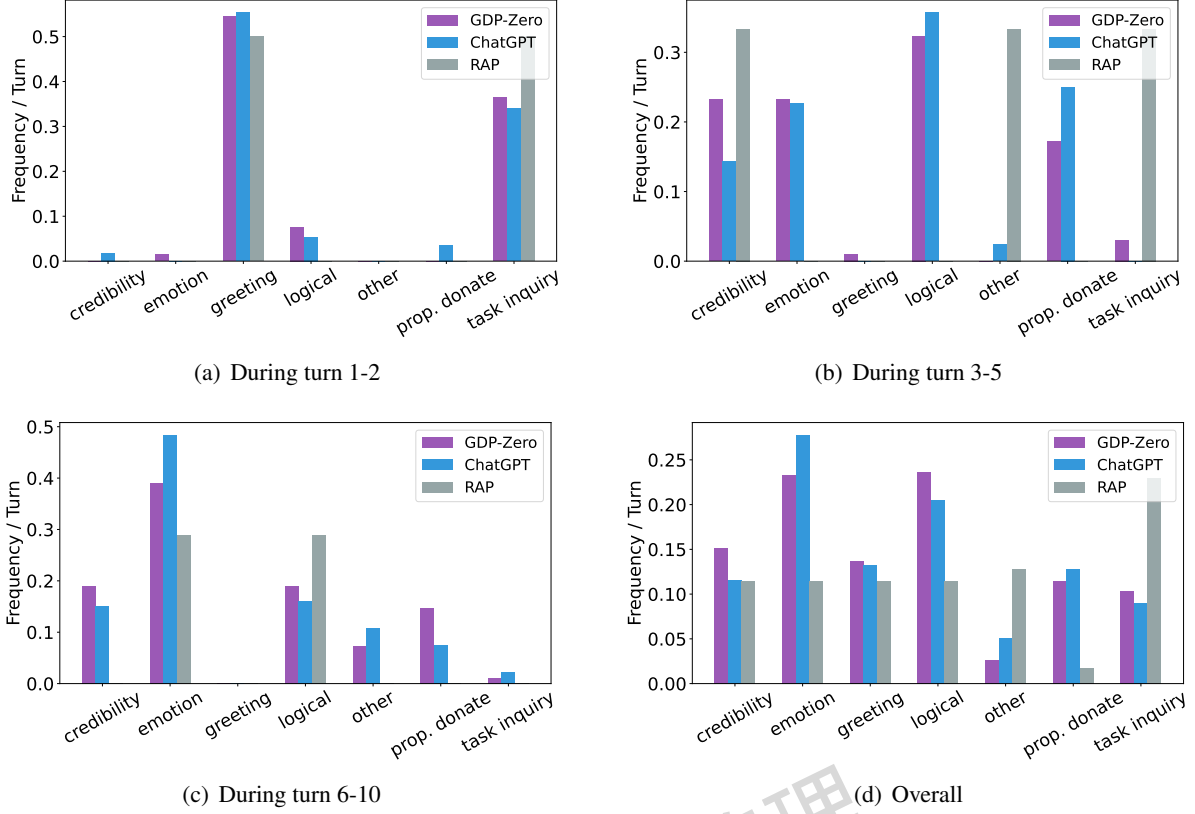 0.5
0.4
0.3
0.2
0.1
0.0
Frequency / Turn
GDP-Zero
ChatGPT
RAP
credibility
emotion
greeting
logical
other
prop. donate
task inquiry
(a) During turn 1-2
0.3
0.2
0.1
0.0
Frequency / Turn
GDP-Zero
ChatGPT
RAP
credibility
emotion
greeting
logical
other
prop. donate
task inquiry
(b) During turn 3-5
0.5
0.4
0.3
0.2
0.1
0.0
Frequency / Turn
GDP-Zero
ChatGPT
RAP
credibility
emotion
greeting
logical
other
prop. donate
task inquiry
(c) During turn 6-10
0.25
0.20
0.15
0.10
0.05
0.00
Frequency / Turn
GDP-Zero
ChatGPT
RAP
credibility
emotion
greeting
logical
other
prop. donate
task inquiry
(d) Overall
理